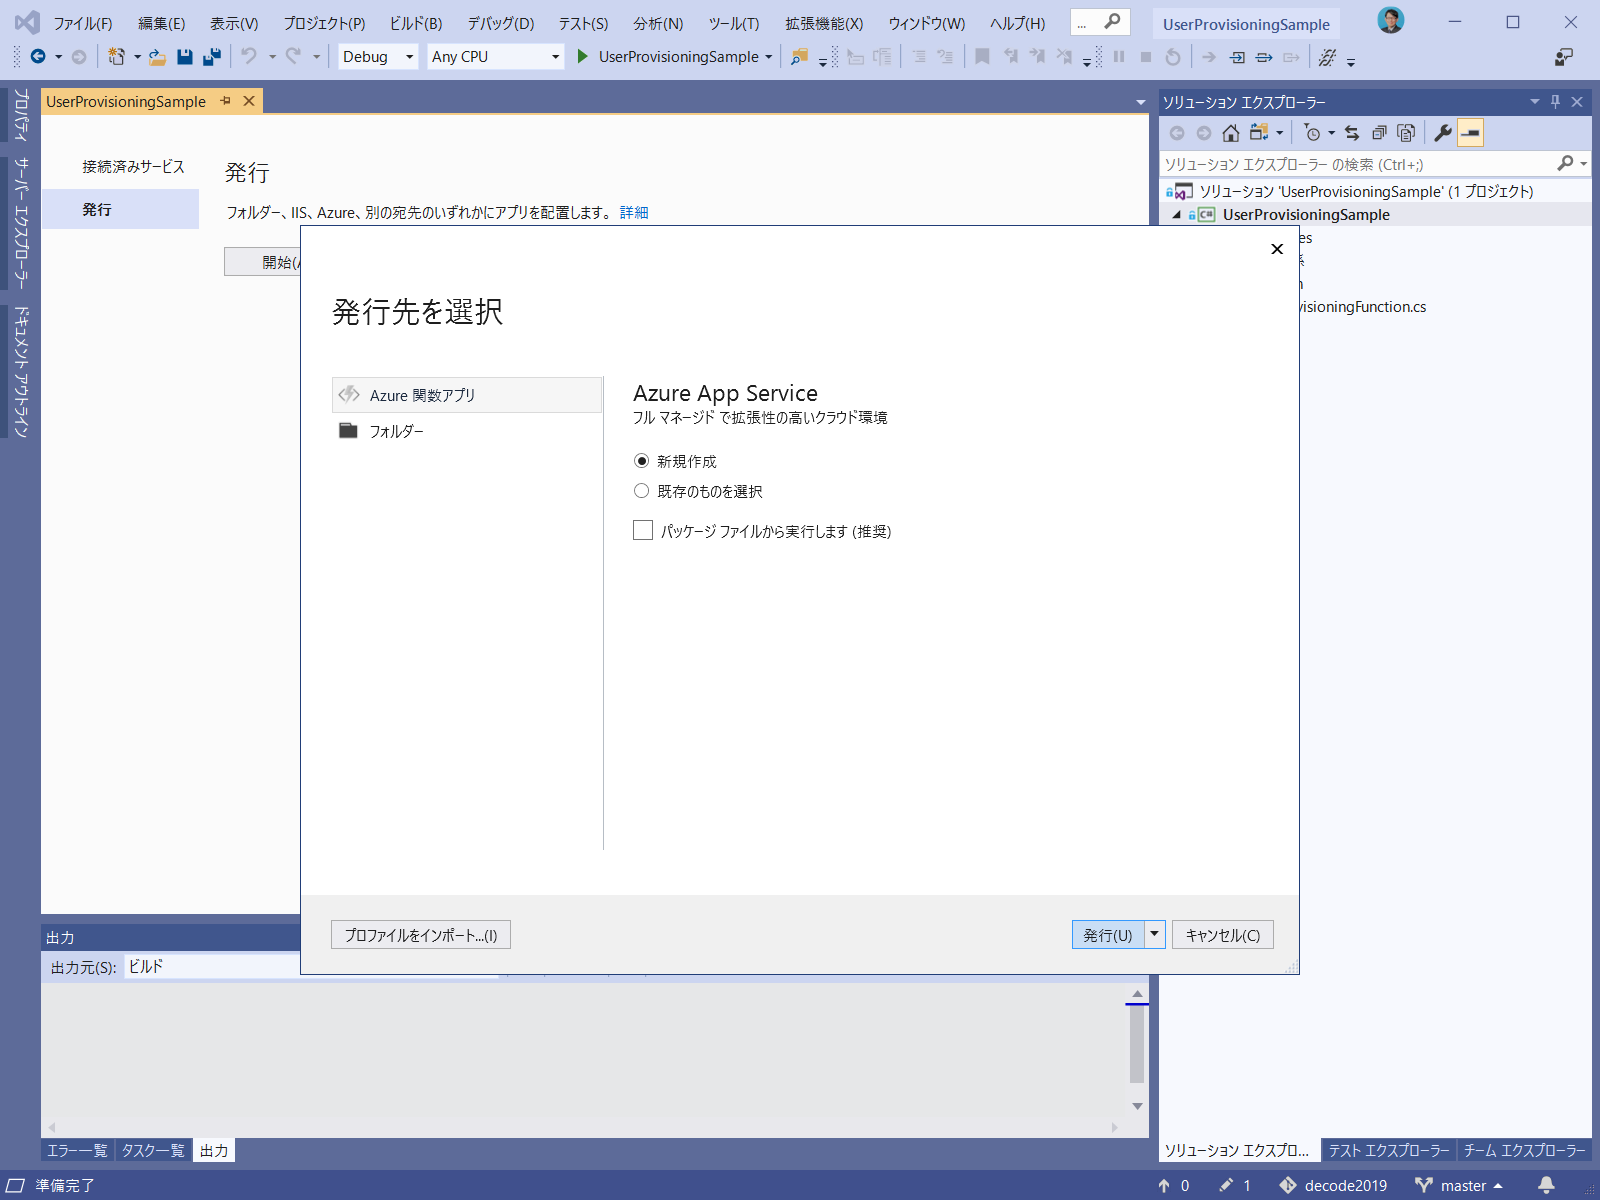 ファイル(F) 編集(E) 表示(V) プロジェクト(P) ビルド(B) デバッグ(D) テスト(S) 分析(N) ツール(T) 拡張機能(X) ウィンドウ(W) ヘルプ(H) ... UserProvisioningSample
Debug Any CPU UserProvisioningSample
プロパティ
サーバー エクスプローラー
ドキュメント アウトライン
UserProvisioningSample
接続済みサービス
発行
発行
フォルダー、IIS、Azure、別の宛先のいずれかにアプリを配置します。 詳細
開始(
ソリューション エクスプローラー
ソリューション エクスプローラー の検索 (Ctrl+;)
ソリューション 'UserProvisioningSample' (1 プロジェクト)
C# UserProvisioningSample
es
係
n
visioningFunction.cs
発行先を選択
Azure 関数アプリ
フォルダー
Azure App Service
フル マネージド で拡張性の高いクラウド環境
新規作成
既存のものを選択
パッケージ ファイルから実行します (推奨)
プロファイルをインポート...(I)
発行(U)
キャンセル(C)
出力
出力元(S): ビルド
エラー一覧 タスク一覧 出力
ソリューション エクスプロ... テスト エクスプローラー チーム エクスプローラー
準備完了
0 1 decode2019 master